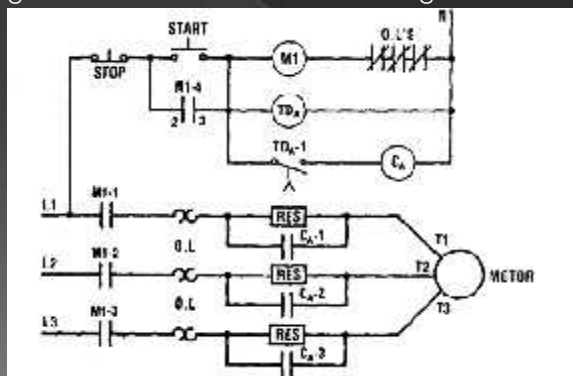 START
O.L'S
N
STOP
M1
M1-4
2 3
TDA
TDA-1
CA
L1
M1-1
RES
T1
O.L
CA-1
L2
M1-2
RES
T2
MOTOR
O.L
CA-2
T3
L3
M1-3
RES
CA-3